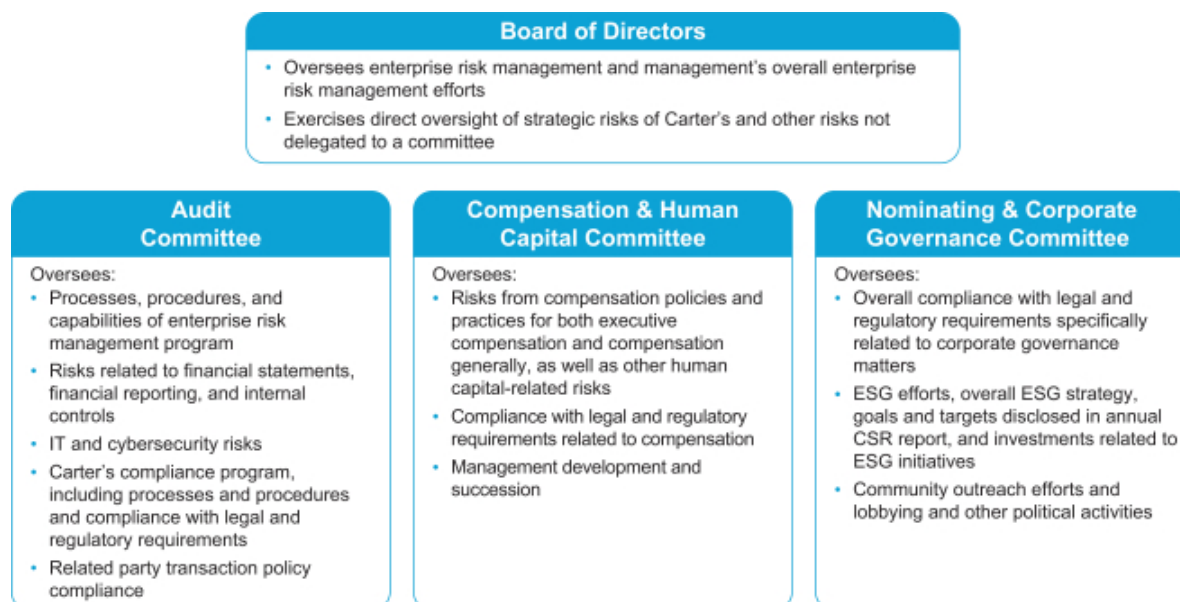 Board of Directors
• Oversees enterprise risk management and management's overall enterprise
risk management efforts
• Exercises direct oversight of strategic risks of Carter's and other risks not
delegated to a committee
Audit
Committee
Oversees:
• Processes, procedures, and
capabilities of enterprise risk
management program
• Risks related to financial statements,
financial reporting, and internal
controls
• IT and cybersecurity risks
• Carter's compliance program,
including processes and procedures
and compliance with legal and
regulatory requirements
• Related party transaction policy
compliance
Compensation & Human
Capital Committee
Oversees:
• Risks from compensation policies and
practices for both executive
compensation and compensation
generally, as well as other human
capital-related risks
• Compliance with legal and regulatory
requirements related to compensation
• Management development and
succession
Nominating & Corporate
Governance Committee
Oversees:
• Overall compliance with legal and
regulatory requirements specifically
related to corporate governance
matters
• ESG efforts, overall ESG strategy,
goals and targets disclosed in annual
CSR report, and investments related to
ESG initiatives
• Community outreach efforts and
lobbying and other political activities